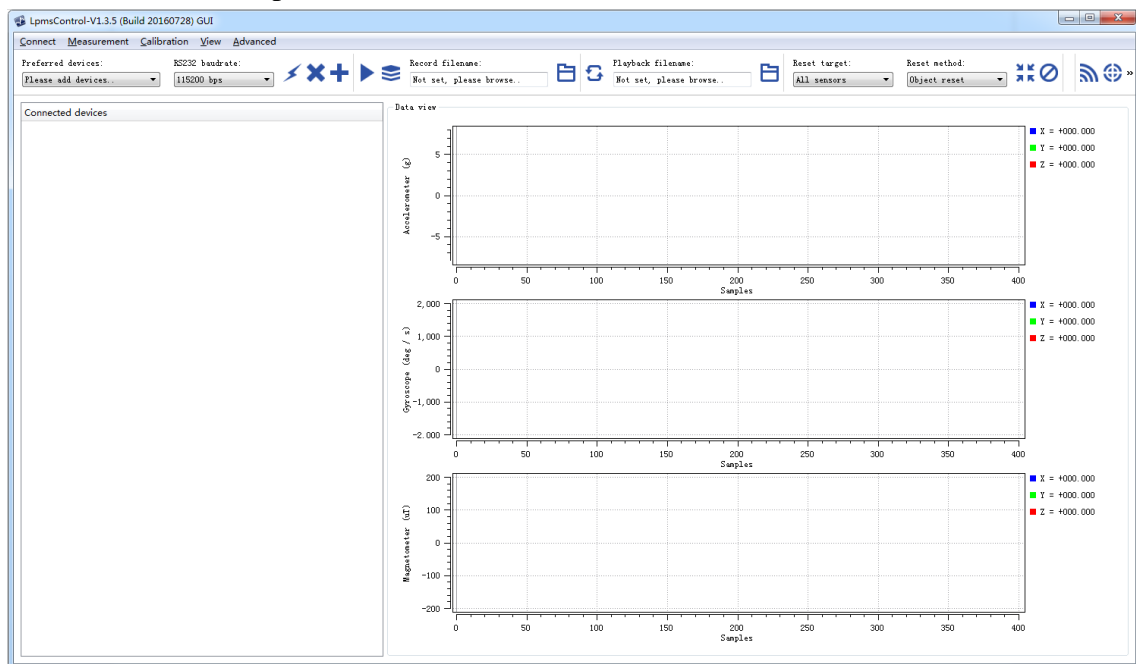 LpmsControl-V1.3.5 (Build 20160728) GUI
Connect Measurement Calibration View Advanced
Preferred devices: RS232 baudrate: Record filename: Playback filename: Reset target: Reset method:
Please add devices.. 115200 bps Not set, please browse.. Not set, please browse.. All sensors Object reset »
Connected devices
Data view
Accelerometer (g)
5
0
-5
0 50 100 150 200 250 300 350 400
Samples
X = +000.000
Y = +000.000
Z = +000.000
Gyroscope (deg / s)
2,000
1,000
0
-1,000
-2.000
0 50 100 150 200 250 300 350 400
Samples
X = +000.000
Y = +000.000
Z = +000.000
Magnetometer (uT)
200
100
0
-100
-200
0 50 100 150 200 250 300 350 400
Samples
X = +000.000
Y = +000.000
Z = +000.000